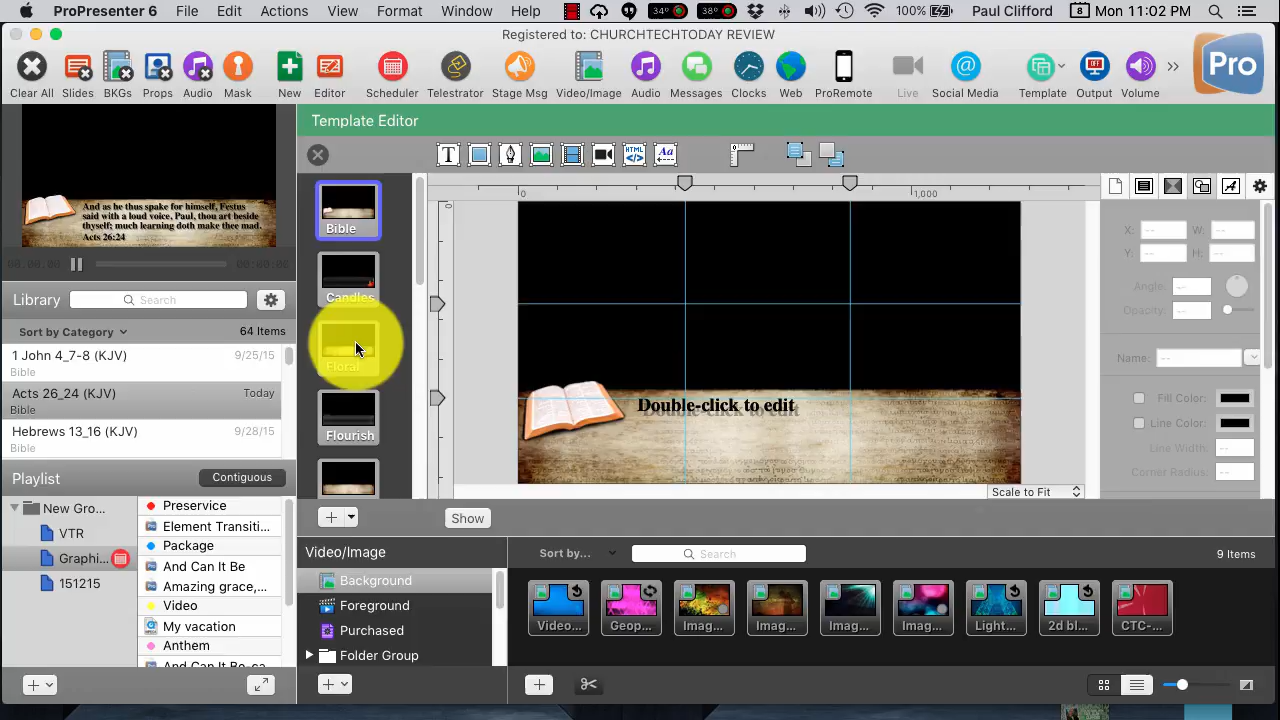 ProPresenter 6 File Edit Actions View Format Window Help 34° 38° 100% Paul Clifford 8 Mon 11:02 PM
Registered to: CHURCHTECHTODAY REVIEW
Clear All Slides BKGs Props Audio Mask New Editor Scheduler Telestrator Stage Msg Video/Image Audio Messages Clocks Web ProRemote Live Social Media Template Output Volume Pro
Template Editor
T HTML </> Aa
And as he thus spake for himself, Festus
said with a loud voice, Paul, thou art beside
thyself; much learning doth make thee mad.
Acts 26:24
0 1,000
0
Bible
Candles
Floral
Flourish
Double-click to edit
X: -- W: --
Y: -- H: --
Angle: --
Opacity: --
Name: --
Fill Color:
Line Color:
Line Width: --
Corner Radius: --
Library Search
Sort by Category 64 Items
1 John 4_7-8 (KJV) 9/25/15
Bible
Acts 26_24 (KJV) Today
Bible
Hebrews 13_16 (KJV) 9/28/15
Bible
Scale to Fit
Show
Playlist Contiguous
New Gro...
VTR
Graphi...
151215
Preservice
Element Transiti...
Package
And Can It Be
Amazing grace,...
Video
My vacation
Anthem
And Can It Be-ca
Video/Image Sort by... Search 9 Items
Background
Foreground
Purchased
Folder Group
Video... Geop... Imag... Imag... Imag... Imag... Light... 2d bl... CTC-...